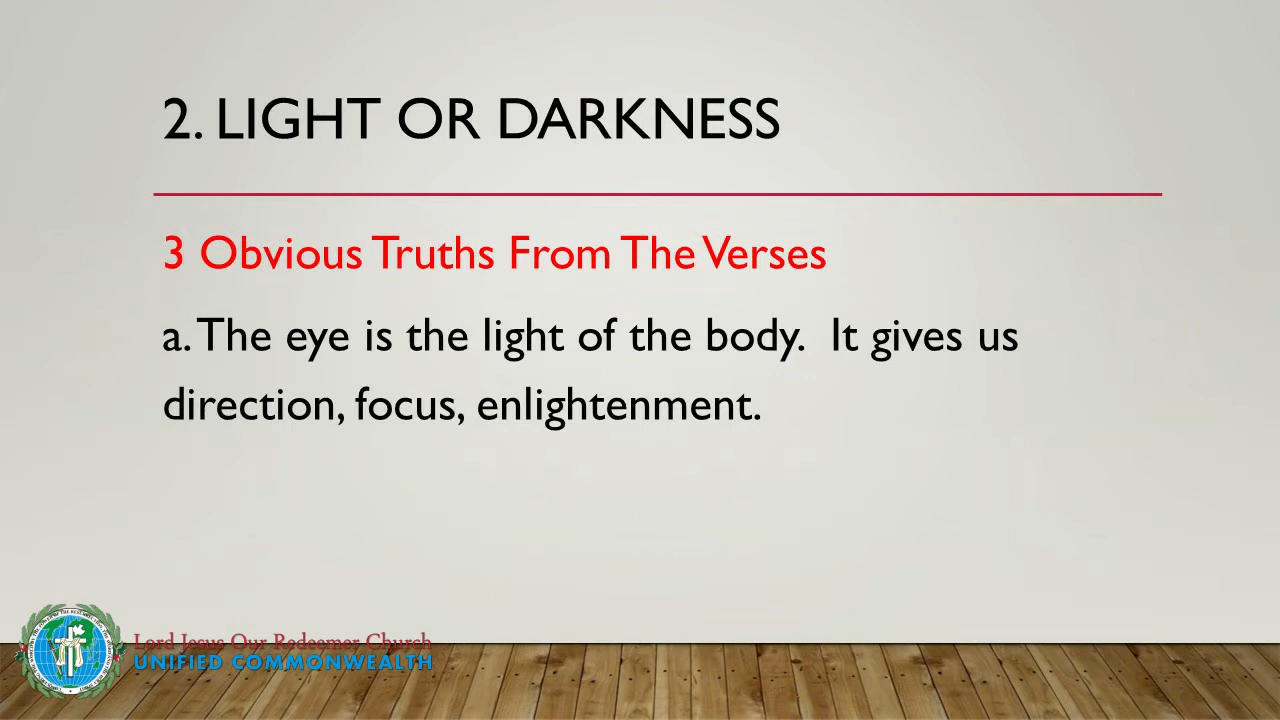 2. LIGHT OR DARKNESS
3 Obvious Truths From The Verses
a. The eye is the light of the body.  It gives us
direction, focus, enlightenment.
Lord Jesus Our Redeemer Church
UNIFIED COMMONWEALTH